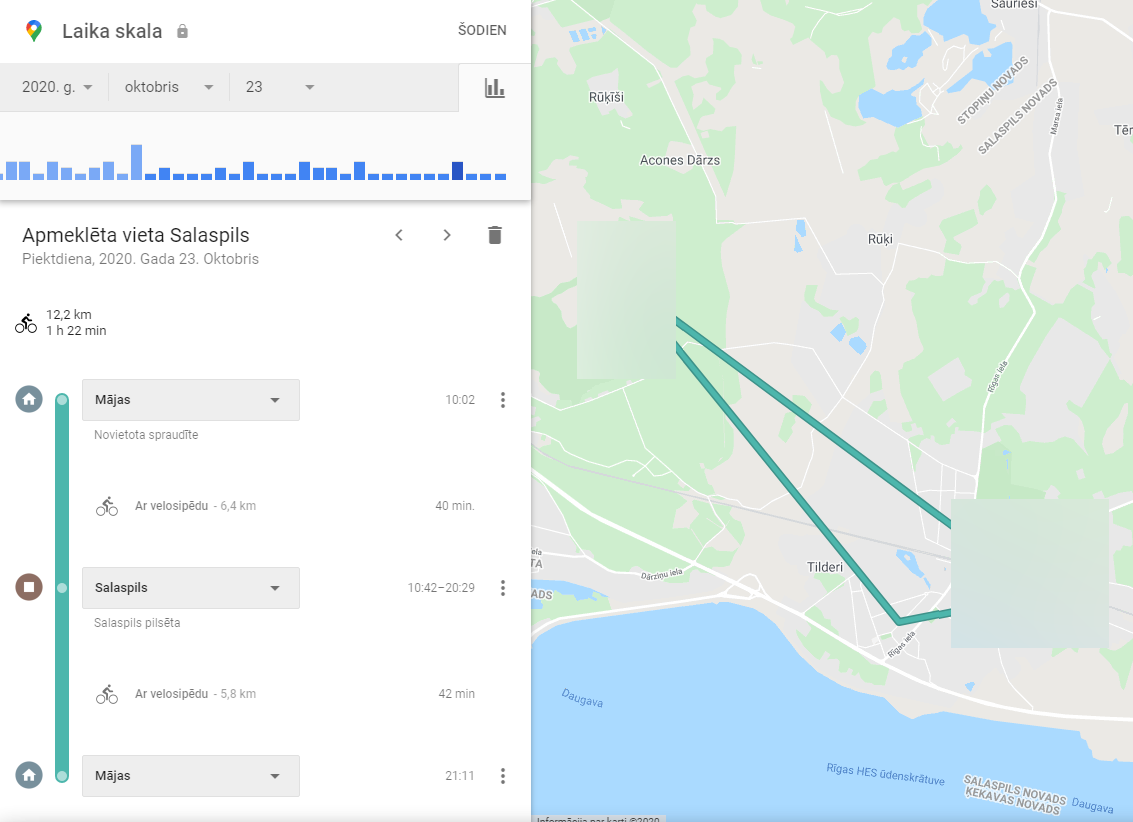 Laika skala
ŠODIEN
2020. g.
oktobris
23
Apmeklēta vieta Salaspils
Piektdiena, 2020. Gada 23. Oktobris
12,2 km
1 h 22 min
Mājas
10:02
Novietota spraudīte
Ar velosipēdu - 6,4 km
40 min.
Salaspils
10:42–20:29
Salaspils pilsēta
Ar velosipēdu - 5,8 km
42 min
Mājas
21:11
Sauriesi
Rūķīši
STOPIŅU NOVADS
SALASPILS NOVADS
Marsa iela
Acones Dārzs
Rūķi
Rīgas iela
Tilderi
Dārziņu iela
Rīgas iela
Daugava
Rīgas HES ūdenskrātuve
SALASPILS NOVADS
ĶEKAVAS NOVADS
Daugava
Informācija par karti ©2020